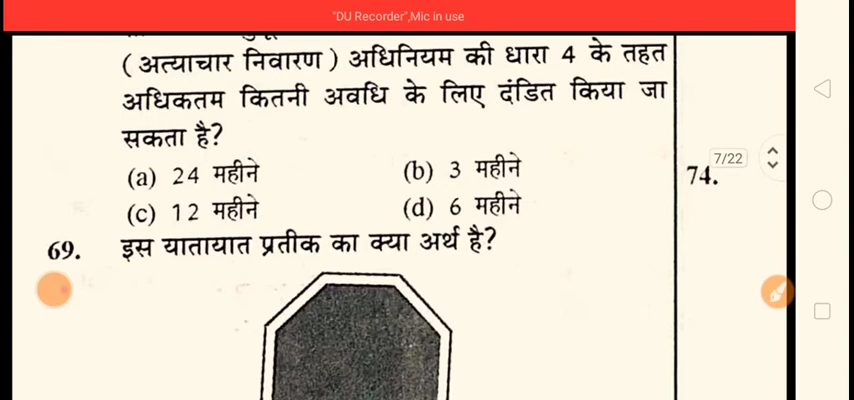 "DU Recorder",Mic in use
( अत्याचार निवारण ) अधिनियम की धारा 4 के तहत
अधिकतम कितनी अवधि के लिए दंडित किया जा
सकता है?
(a) 24 महीने (b) 3 महीने
(c) 12 महीने (d) 6 महीने
69. इस यातायात प्रतीक का क्या अर्थ है?
7/22
74.